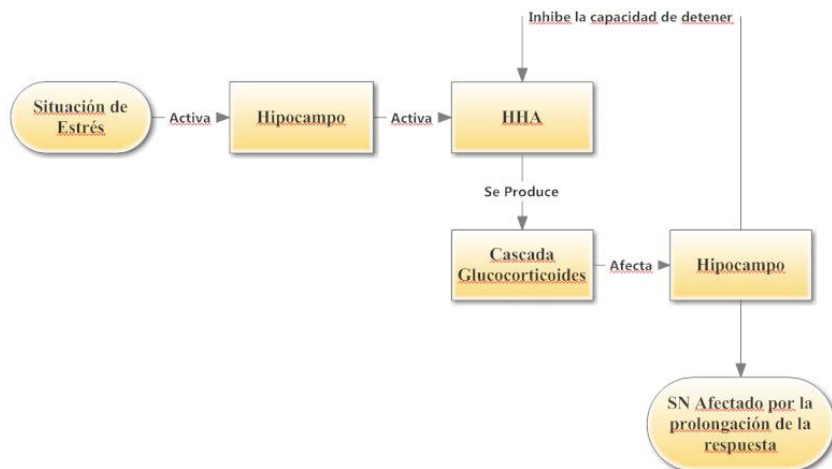 Inhibe la capacidad de detener
Situación de
Estrés
Activa
Hipocampo
Activa
HHA
Se Produce
Cascada
Glucocorticoides
Afecta
Hipocampo
SN Afectado por la
prolongación de la
respuesta